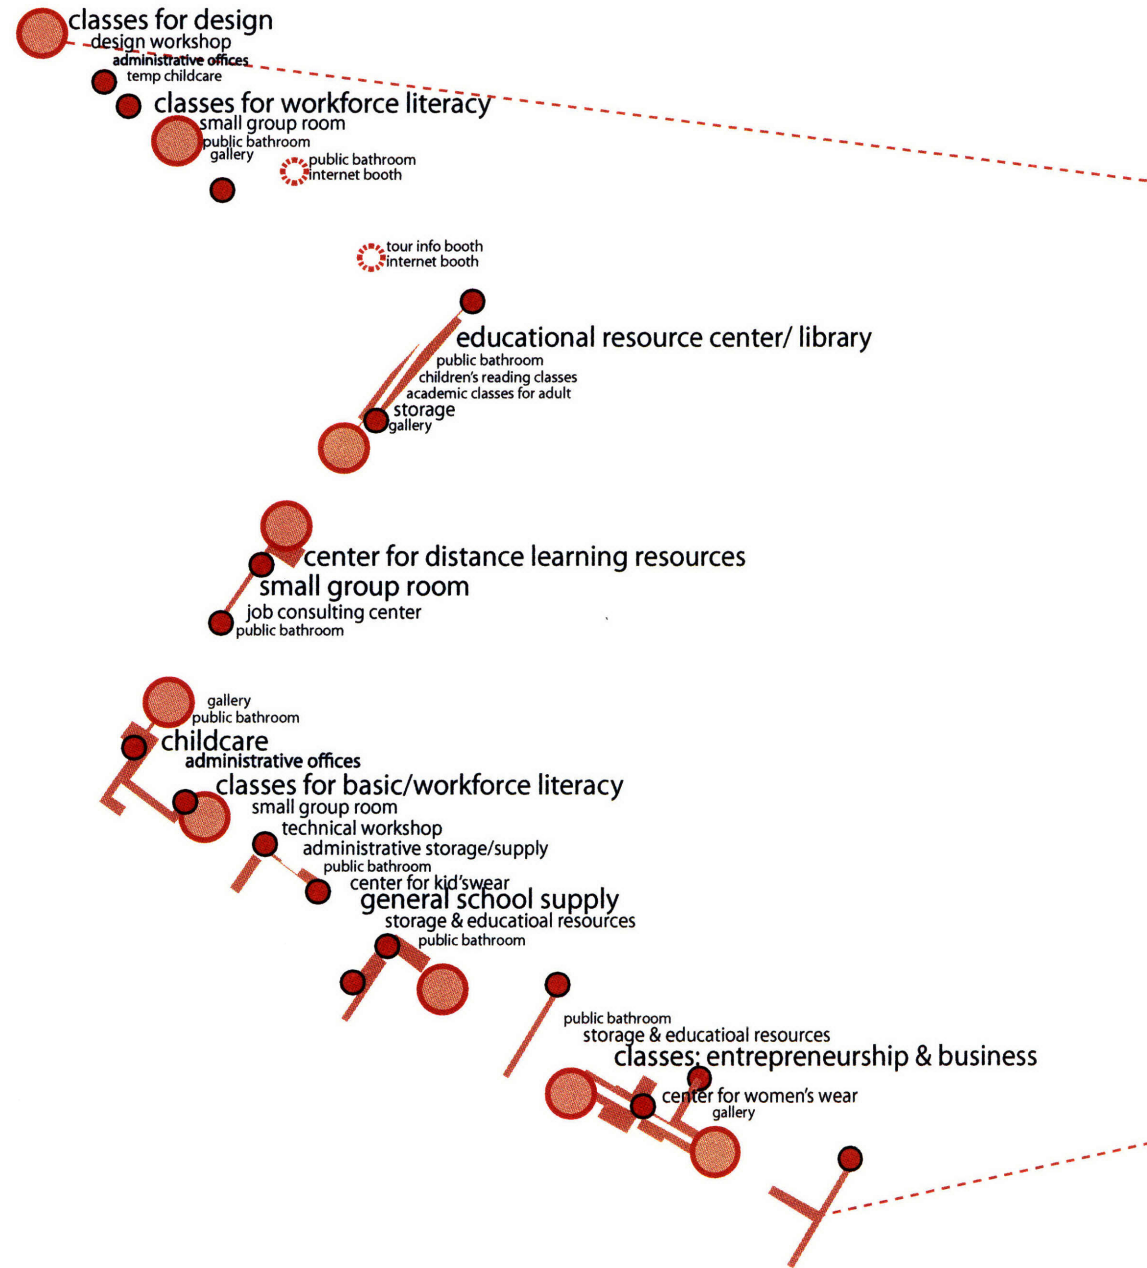 classes for design
design workshop
administrative offices
temp childcare
classes for workforce literacy
small group room
public bathroom
gallery
public bathroom
internet booth
tour info booth
internet booth
educational resource center/ library
public bathroom
children's reading classes
academic classes for adult
storage
gallery
center for distance learning resources
small group room
job consulting center
public bathroom
gallery
public bathroom
childcare
administrative offices
classes for basic/workforce literacy
small group room
technical workshop
administrative storage/supply
public bathroom
center for kid'swear
general school supply
storage & educatioal resources
public bathroom
public bathroom
storage & educatioal resources
classes: entrepreneurship & business
center for women's wear
gallery